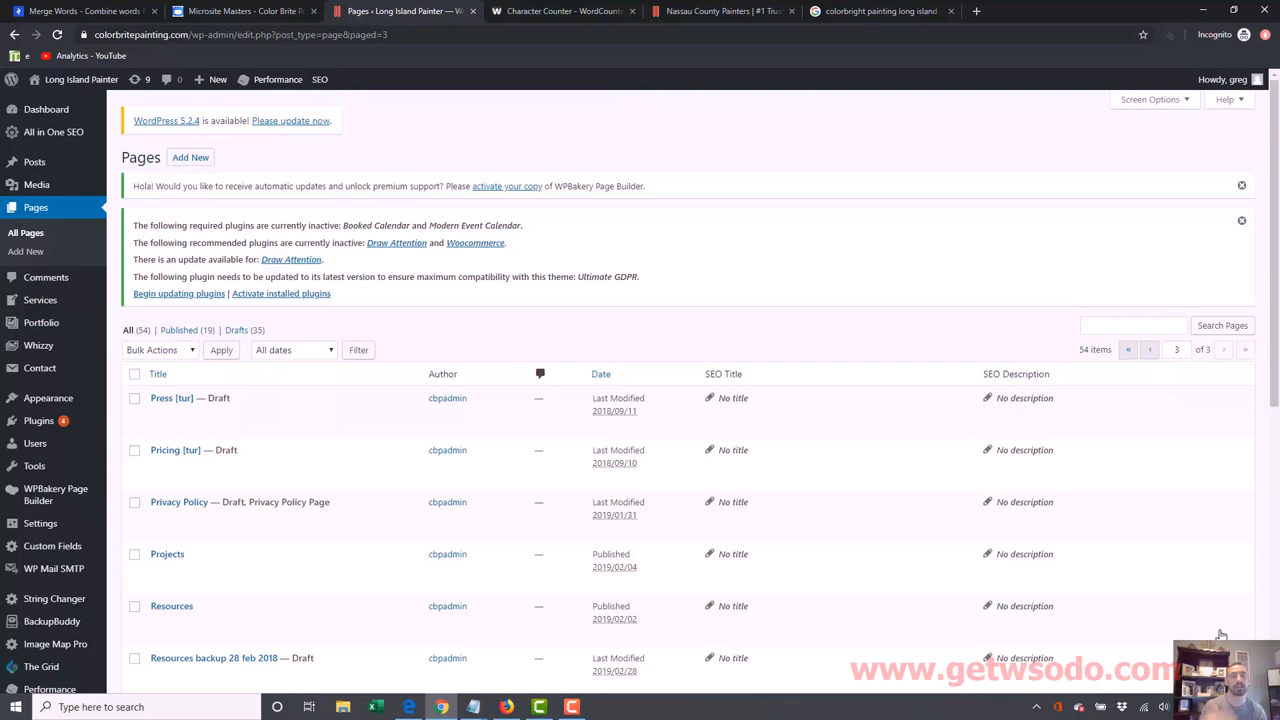 Merge Words
Microsite Masters - Color Brite P
Pages ‹ Long Island Painter — W
Character Counter - WordCounte
Nassau County Painters | #1 Trus
colorbright painting long island
colorbritepainting.com/wp-admin/edit.php?post_type=page&paged=3
Incognito
Analytics - YouTube
Long Island Painter 9 0 New Performance SEO
Howdy, greg
Screen Options
Help
WordPress 5.2.4 is available! Please update now.
Pages Add New
Hola! Would you like to receive automatic updates and unlock premium support? Please activate your copy of WPBakery Page Builder.
The following required plugins are currently inactive: Booked Calendar and Modern Event Calendar.
The following recommended plugins are currently inactive: Draw Attention and Woocommerce.
There is an update available for: Draw Attention.
The following plugin needs to be updated to its latest version to ensure maximum compatibility with this theme: Ultimate GDPR.
Begin updating plugins | Activate installed plugins
Dashboard
All in One SEO
Posts
Media
Pages
All Pages
Add New
Comments
Services
Portfolio
Whizzy
Contact
Appearance
Plugins 4
Users
Tools
WPBakery Page
Builder
Settings
Custom Fields
WP Mail SMTP
String Changer
BackupBuddy
Image Map Pro
The Grid
Performance
All (54) | Published (19) | Drafts (35)
Search Pages
Bulk Actions Apply All dates Filter
54 items « ‹ 3 of 3 › »
Title Author Date SEO Title SEO Description
Press [tur] — Draft cbpadmin — Last Modified No title No description
2018/09/11
Pricing [tur] — Draft cbpadmin — Last Modified No title No description
2018/09/10
Privacy Policy — Draft, Privacy Policy Page cbpadmin — Last Modified No title No description
2019/01/31
Projects cbpadmin — Published No title No description
2019/02/04
Resources cbpadmin — Published No title No description
2019/02/02
Resources backup 28 feb 2018 — Draft cbpadmin — Last Modified No title No description
2019/02/28
www.getwsodo.com
Type here to search